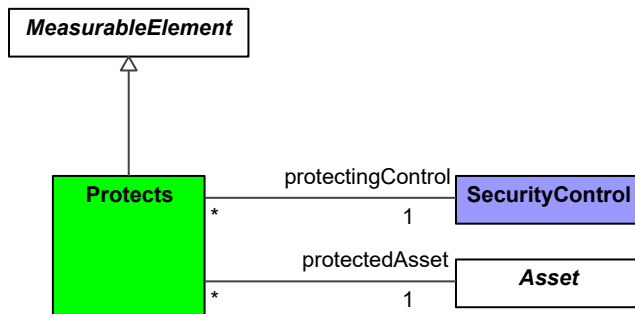 MeasurableElement
protectingControl
Protects
SecurityControl
*
1
protectedAsset
Asset
*
1